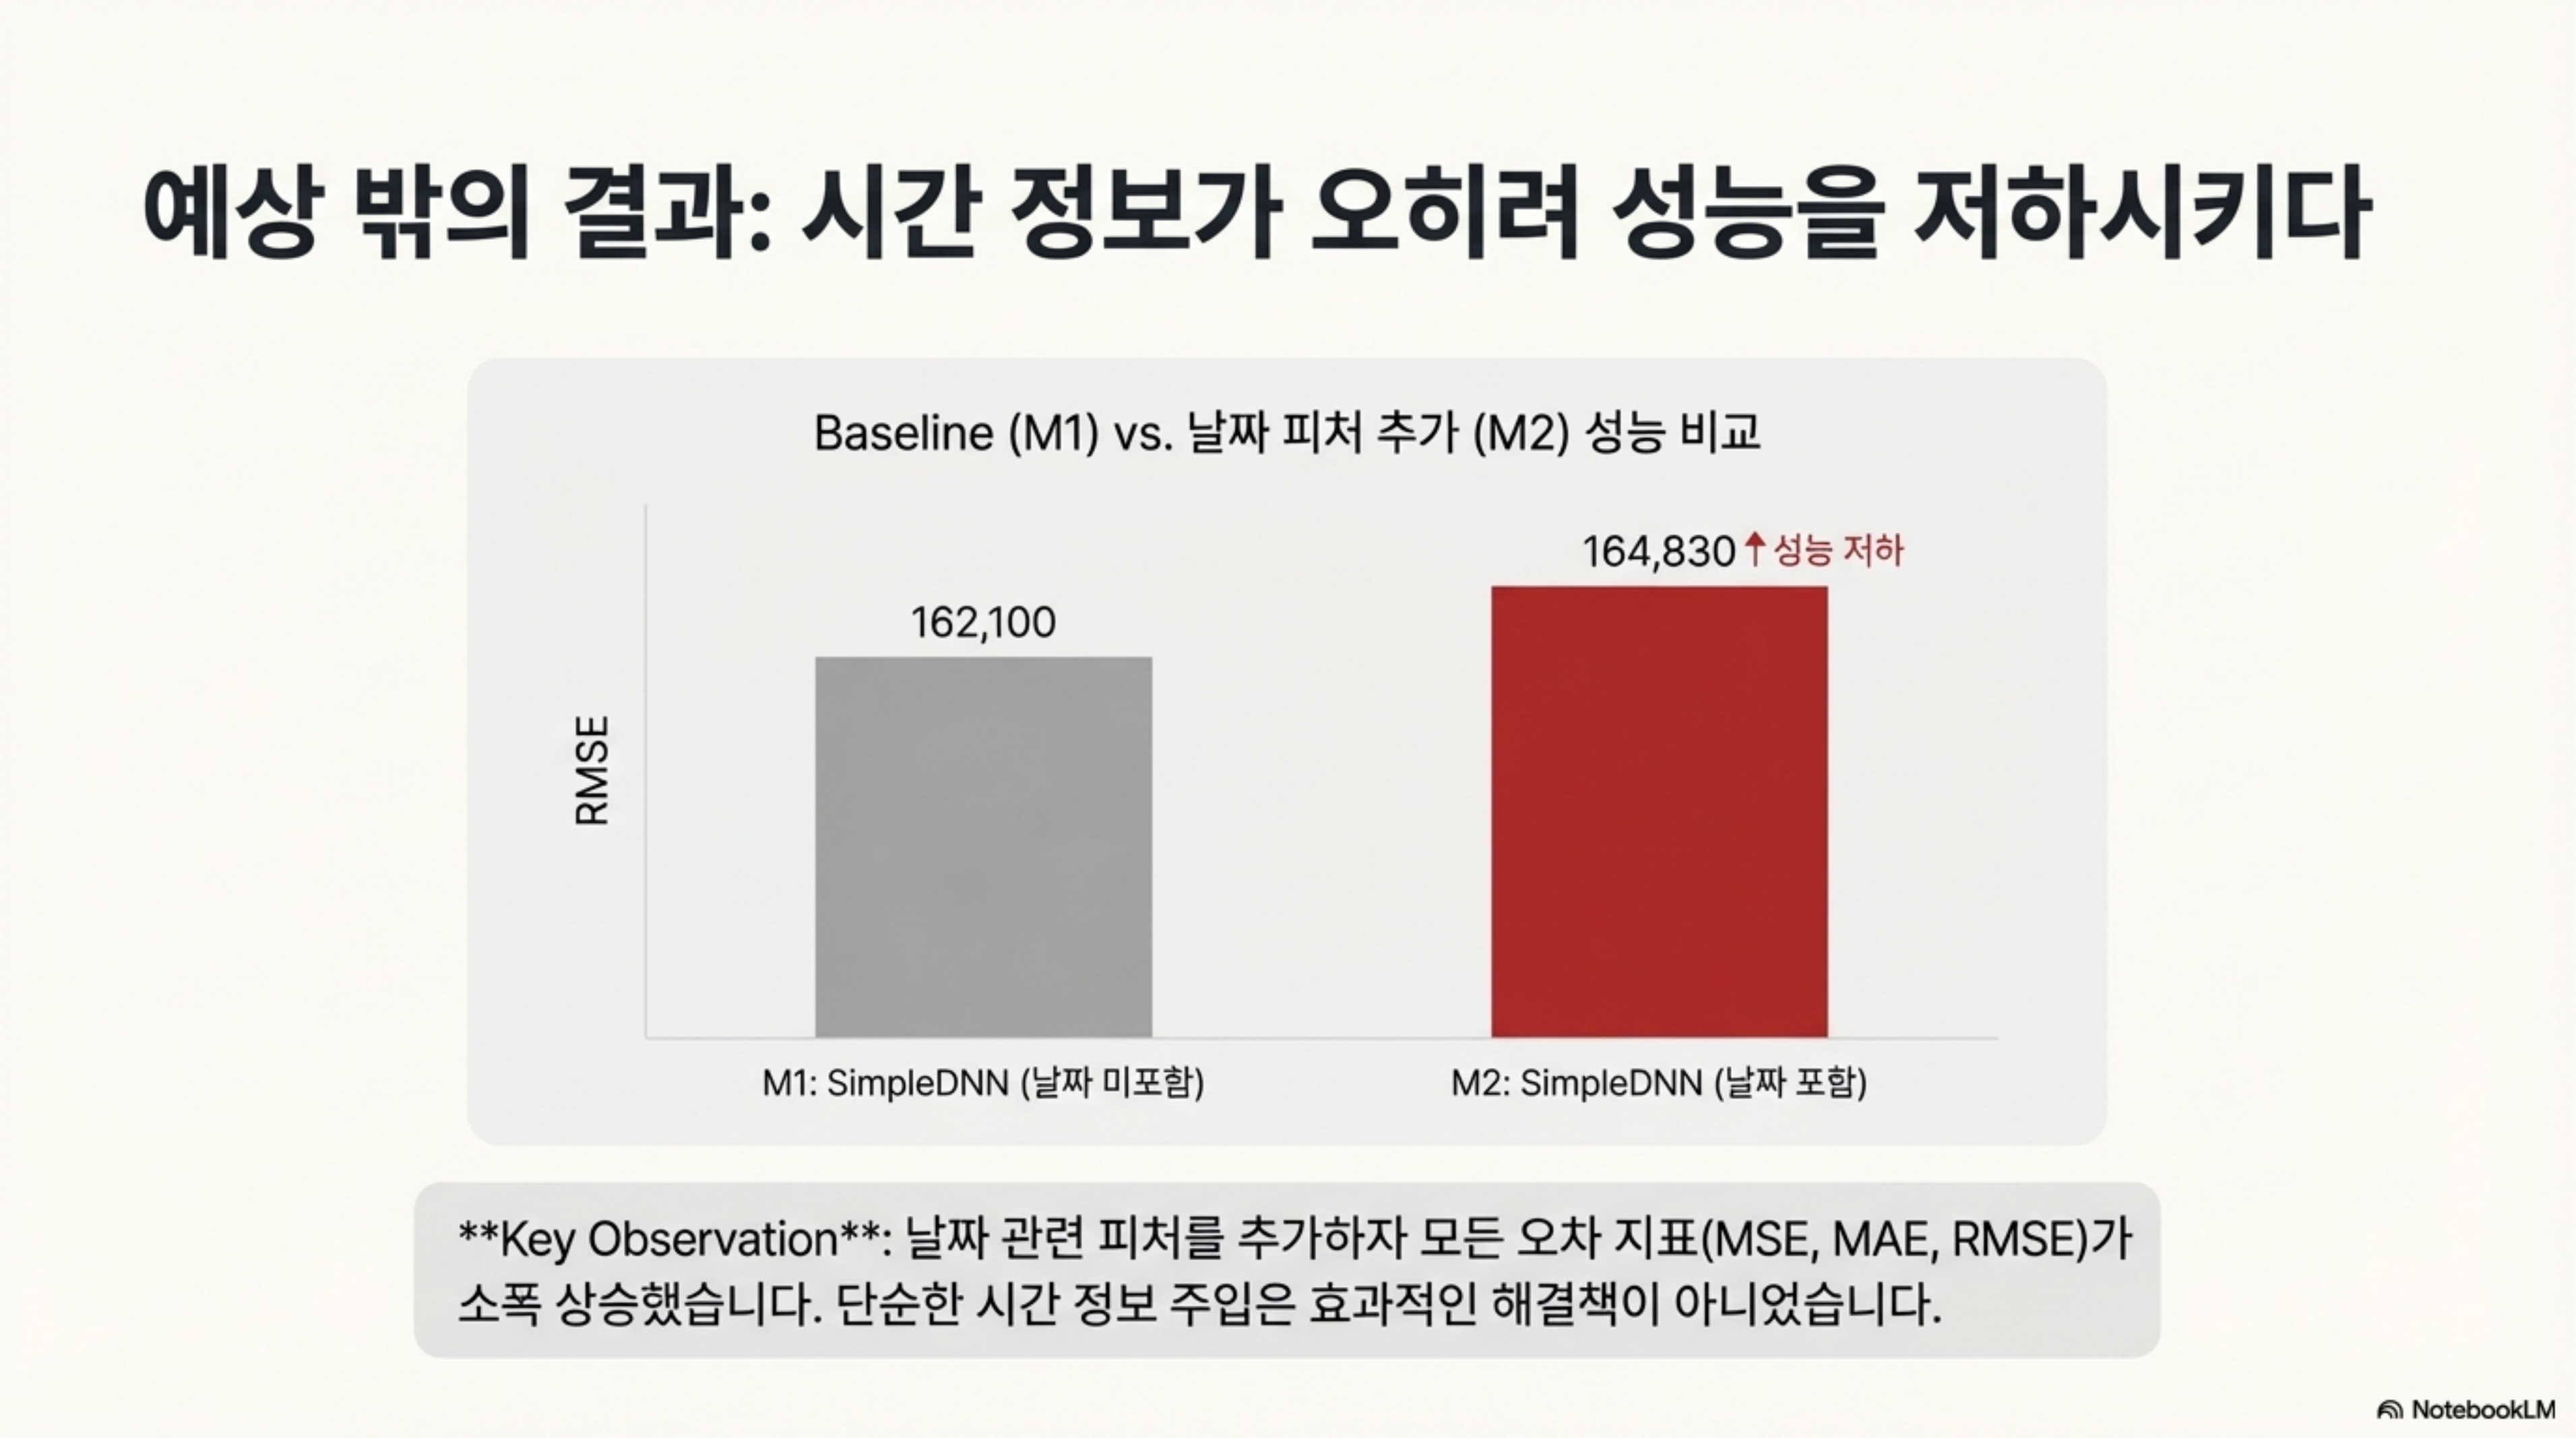 예상 밖의 결과: 시간 정보가 오히려 성능을 저하시키다
Baseline (M1) vs. 날짜 피처 추가 (M2) 성능 비교
RMSE
162,100
164,830↑성능 저하
M1: SimpleDNN (날짜 미포함)
M2: SimpleDNN (날짜 포함)
**Key Observation**: 날짜 관련 피처를 추가하자 모든 오차 지표(MSE, MAE, RMSE)가
소폭 상승했습니다. 단순한 시간 정보 주입은 효과적인 해결책이 아니었습니다.
NotebookLM